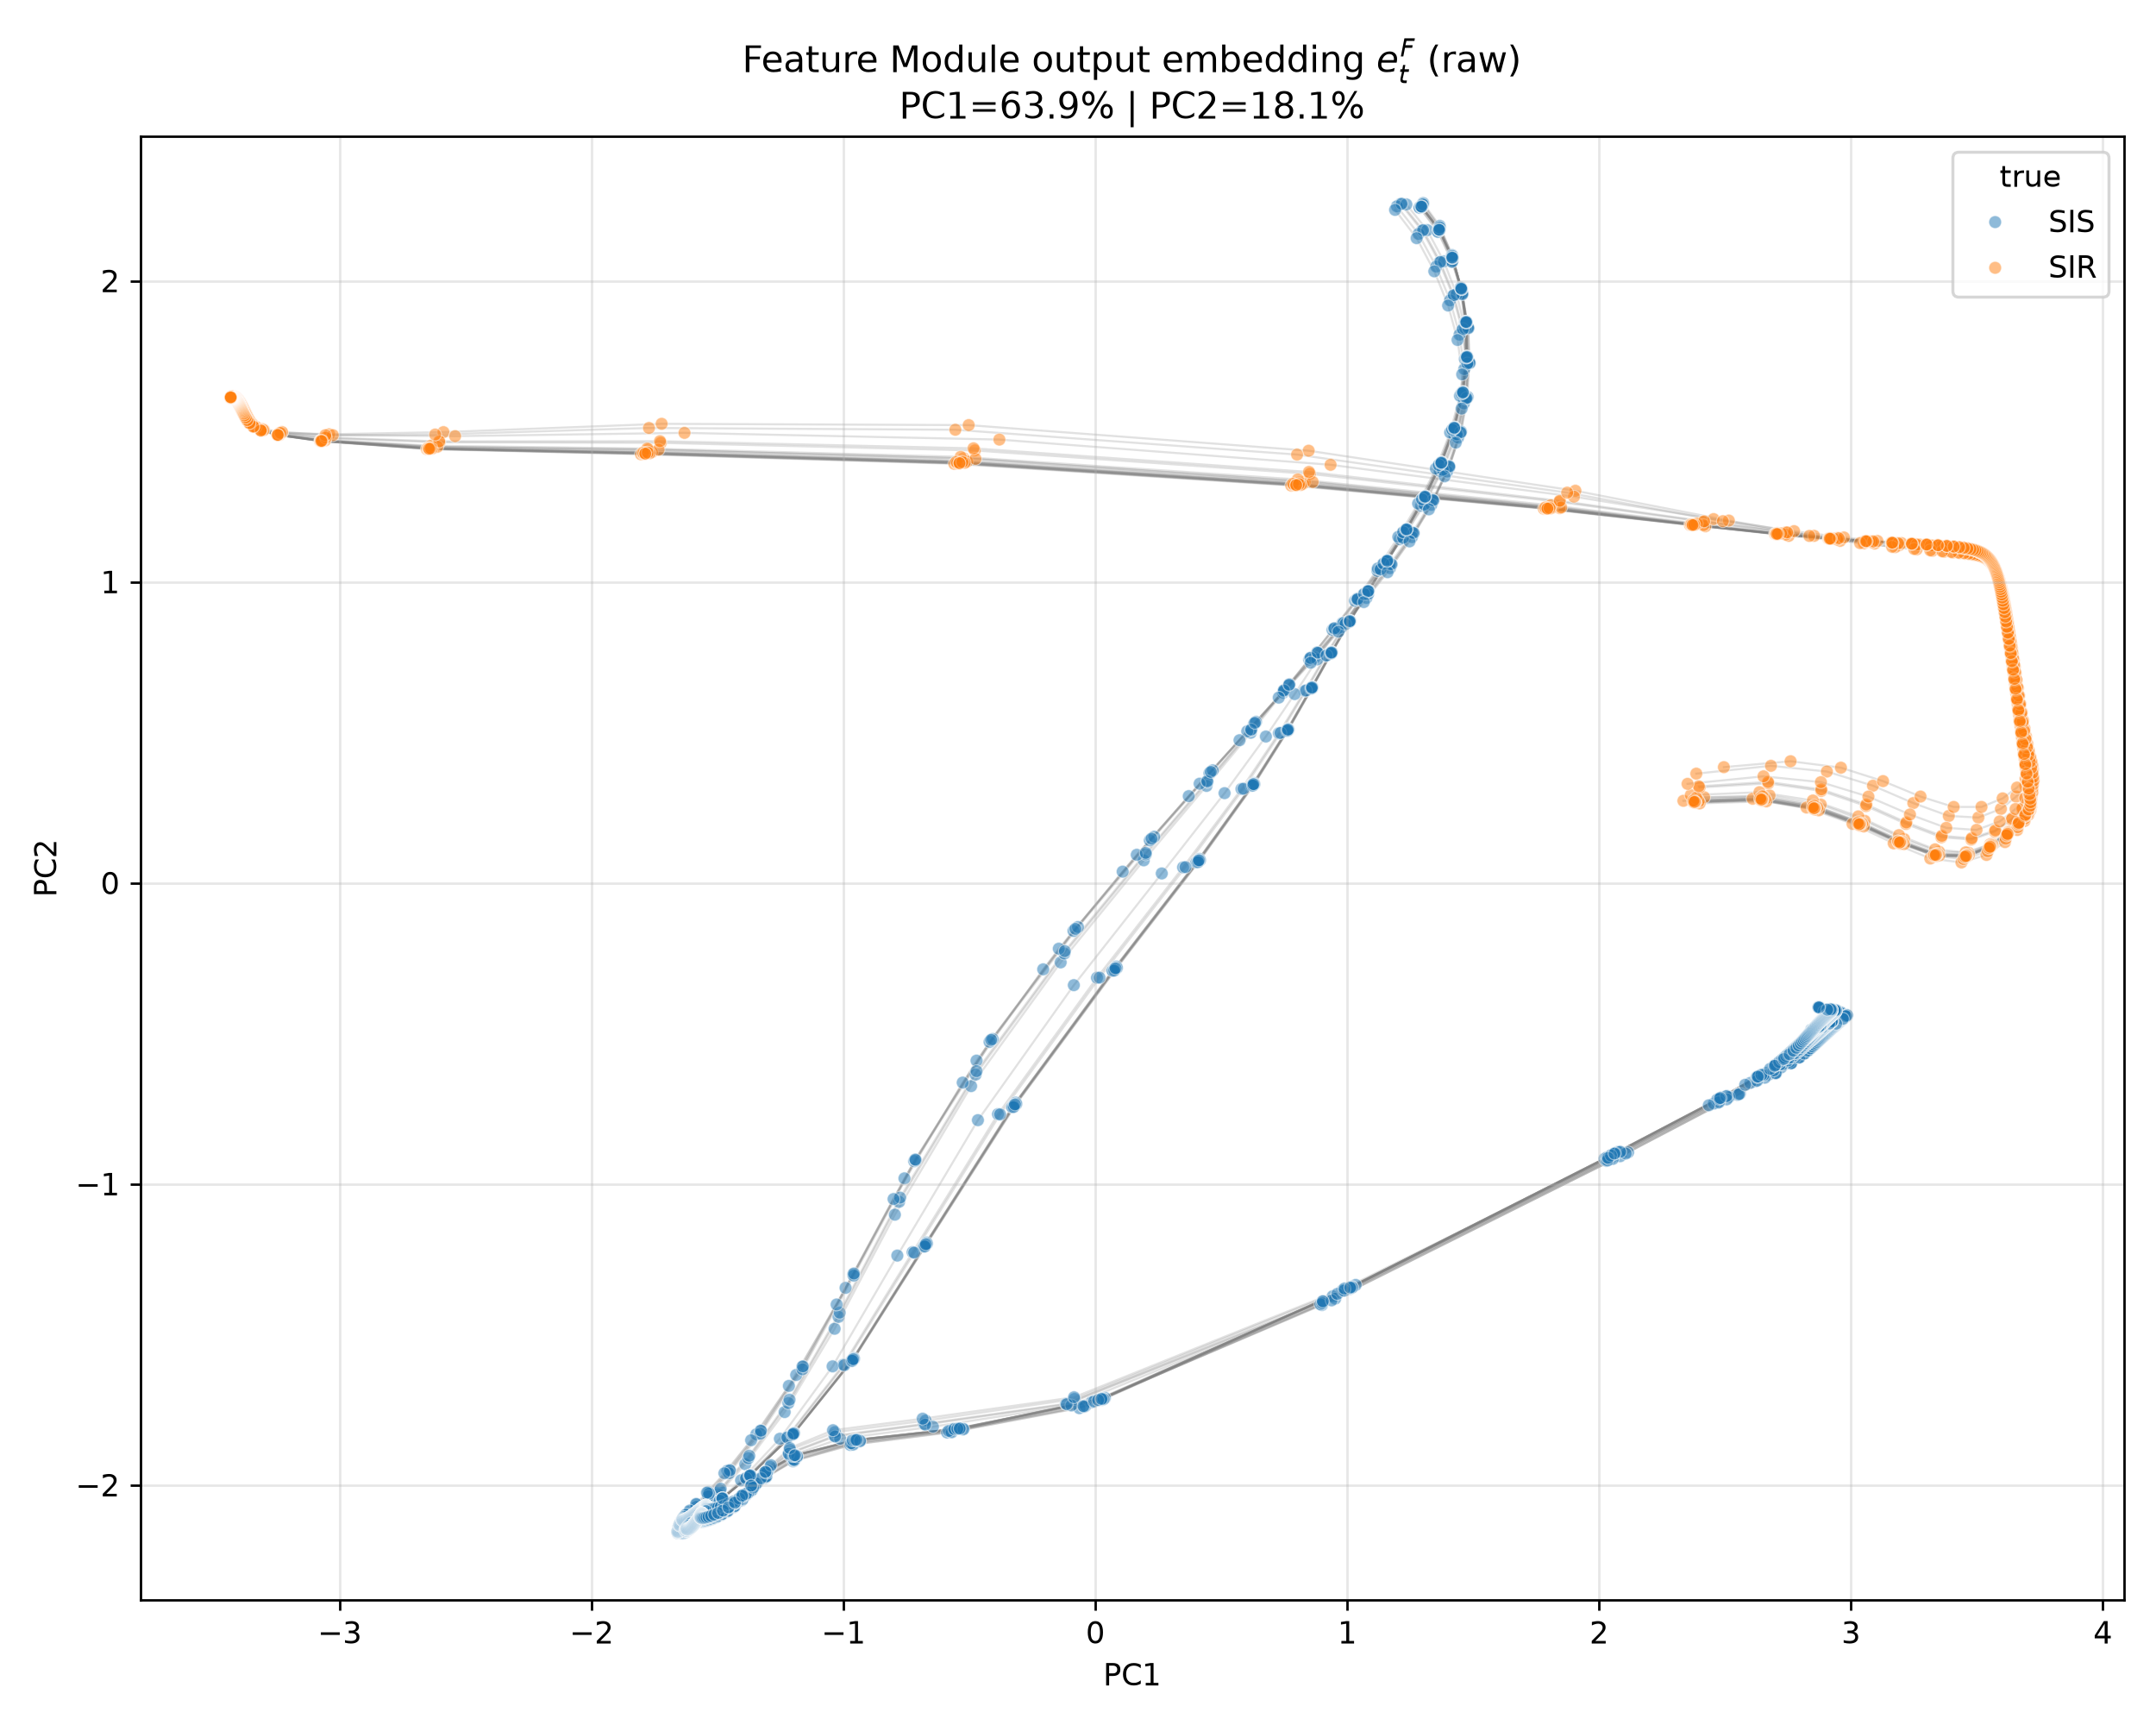 Feature Module output embedding $e_t^F$ (raw)
PC1=63.9% | PC2=18.1%
true
SIS
SIR
PC2
2
1
0
−1
−2
−3
−2
−1
0
1
2
3
4
PC1